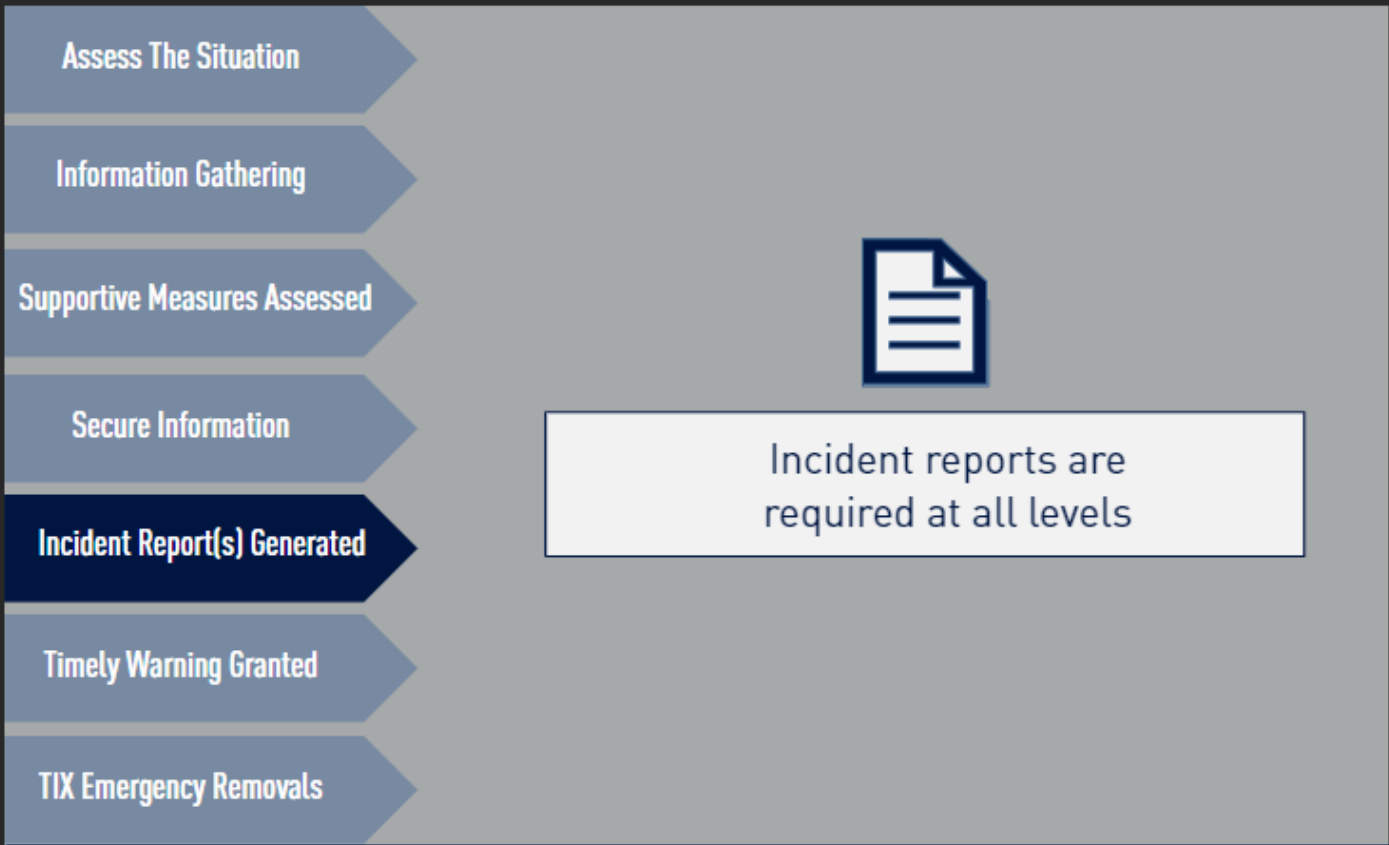 Assess The Situation
Information Gathering
Supportive Measures Assessed
Secure Information
Incident Report(s) Generated
Timely Warning Granted
TIX Emergency Removals
Incident reports are
required at all levels